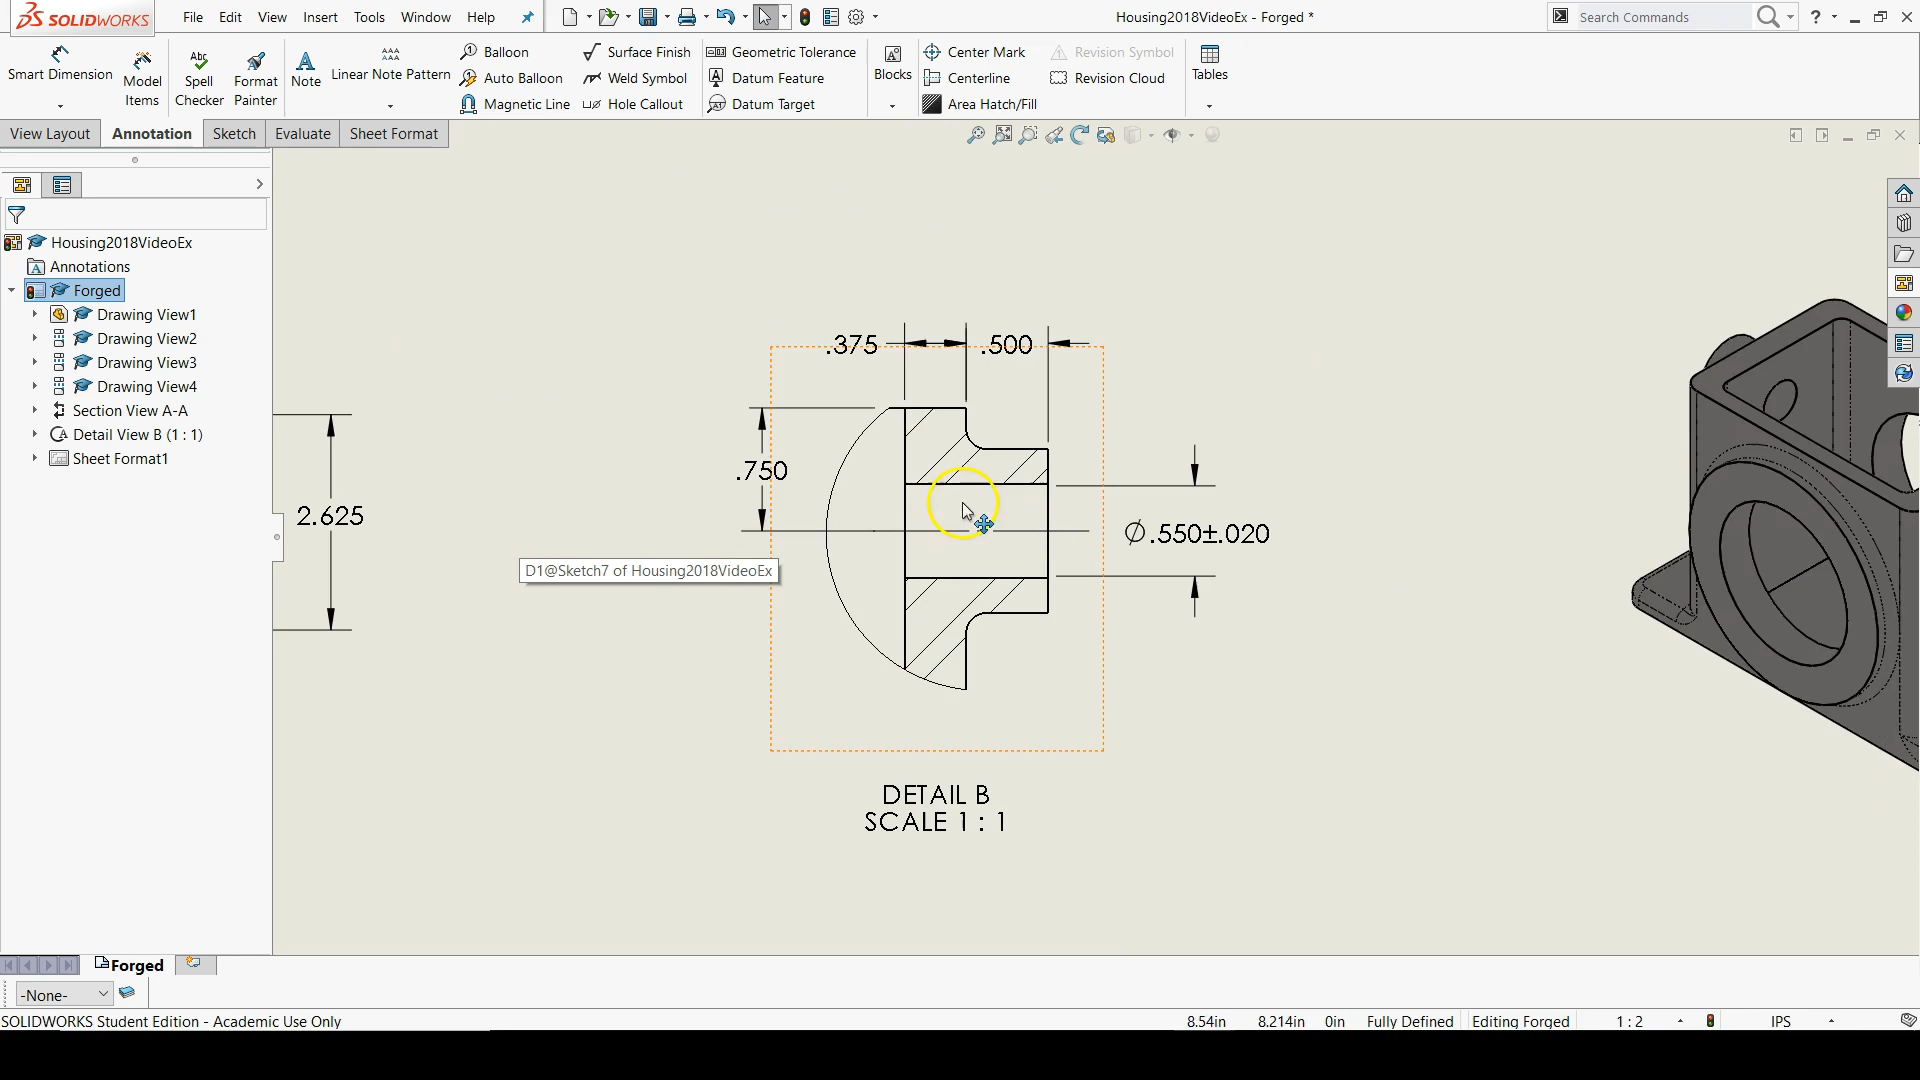 SOLIDWORKS
File Edit View Insert Tools Window Help
Housing2018VideoEx - Forged *
Search Commands
Smart Dimension
Model Items
Spell Checker
Format Painter
Note
Linear Note Pattern
Balloon
Auto Balloon
Magnetic Line
Surface Finish
Weld Symbol
Hole Callout
Geometric Tolerance
Datum Feature
Datum Target
Blocks
Center Mark
Centerline
Area Hatch/Fill
Revision Symbol
Revision Cloud
Tables
View Layout Annotation Sketch Evaluate Sheet Format
Housing2018VideoEx
Annotations
Forged
Drawing View1
Drawing View2
Drawing View3
Drawing View4
Section View A-A
Detail View B (1 : 1)
Sheet Format1
.375 .500
.750
2.625
∅.550±.020
D1@Sketch7 of Housing2018VideoEx
DETAIL B
SCALE 1 : 1
Forged
-None-
SOLIDWORKS Student Edition - Academic Use Only
8.54in 8.214in 0in Fully Defined Editing Forged 1 : 2 IPS